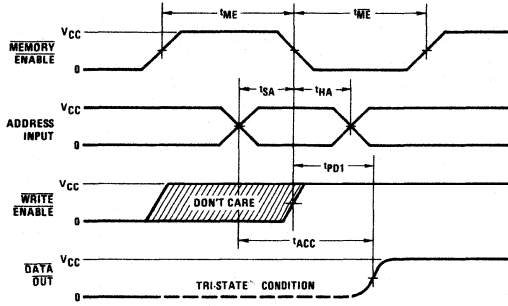 tME tME
VCC
MEMORY
ENABLE
0
tSA tHA
VCC
ADDRESS
INPUT
0
tPD1
VCC
WRITE
ENABLE
DON'T CARE
0
tACC
VCC
DATA
OUT
TRI-STATE CONDITION
0